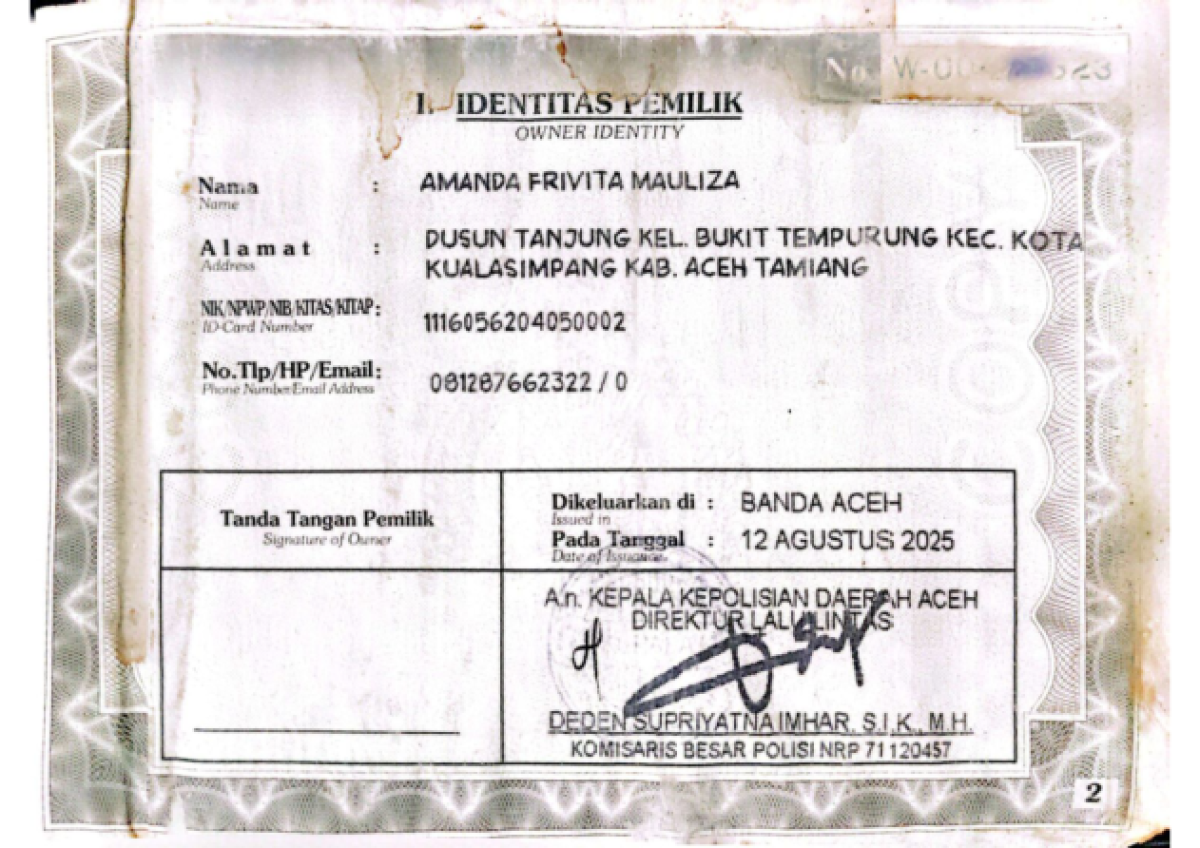 No. W-00
I. IDENTITAS PEMILIK
OWNER IDENTITY
Nama : AMANDA FRIVITA MAULIZA
Name
Alamat : DUSUN TANJUNG KEL. BUKIT TEMPURUNG KEC. KOTA
Address
KUALASIMPANG KAB. ACEH TAMIANG
NIK/NPWP/NIB/KITAS/KITAP : 1116056204050002
ID-Card Number
No.Tlp/HP/Email : 081287662322 / 0
Phone Number/Email Address
Tanda Tangan Pemilik
Signature of Owner
Dikeluarkan di : BANDA ACEH
Issued in
Pada Tanggal : 12 AGUSTUS 2025
Date of Issuance
A.n. KEPALA KEPOLISIAN DAERAH ACEH
DIREKTUR LALU LINTAS
DEDEN SUPRIYATNA IMHAR, S.I.K., M.H.
KOMISARIS BESAR POLISI NRP 71120457
2